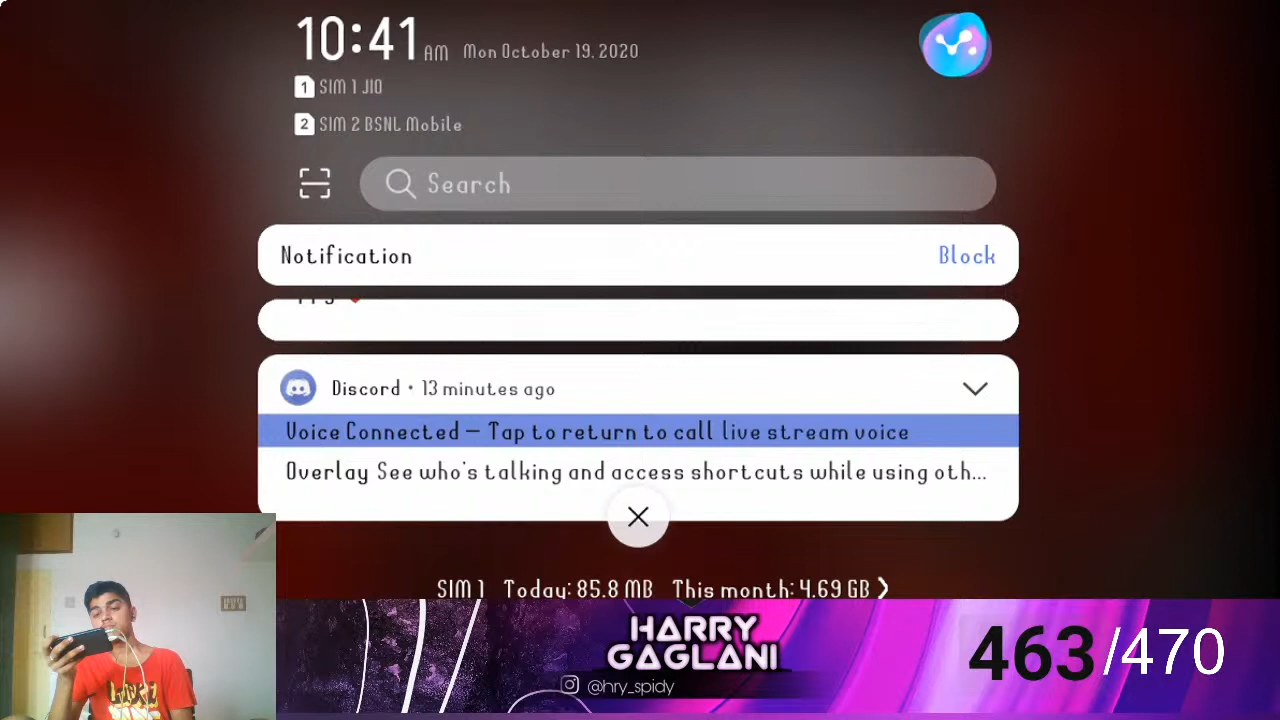 10:41 AM Mon October 19, 2020
1 SIM 1 JIO
2 SIM 2 BSNL Mobile
Search
Notification Block
Discord • 13 minutes ago
Voice Connected — Tap to return to call live stream voice
Overlay See who's talking and access shortcuts while using oth...
SIM 1 Today: 85.8 MB This month: 4.69 GB
HARRY
GAGLANI
@hry_spidy
463/470